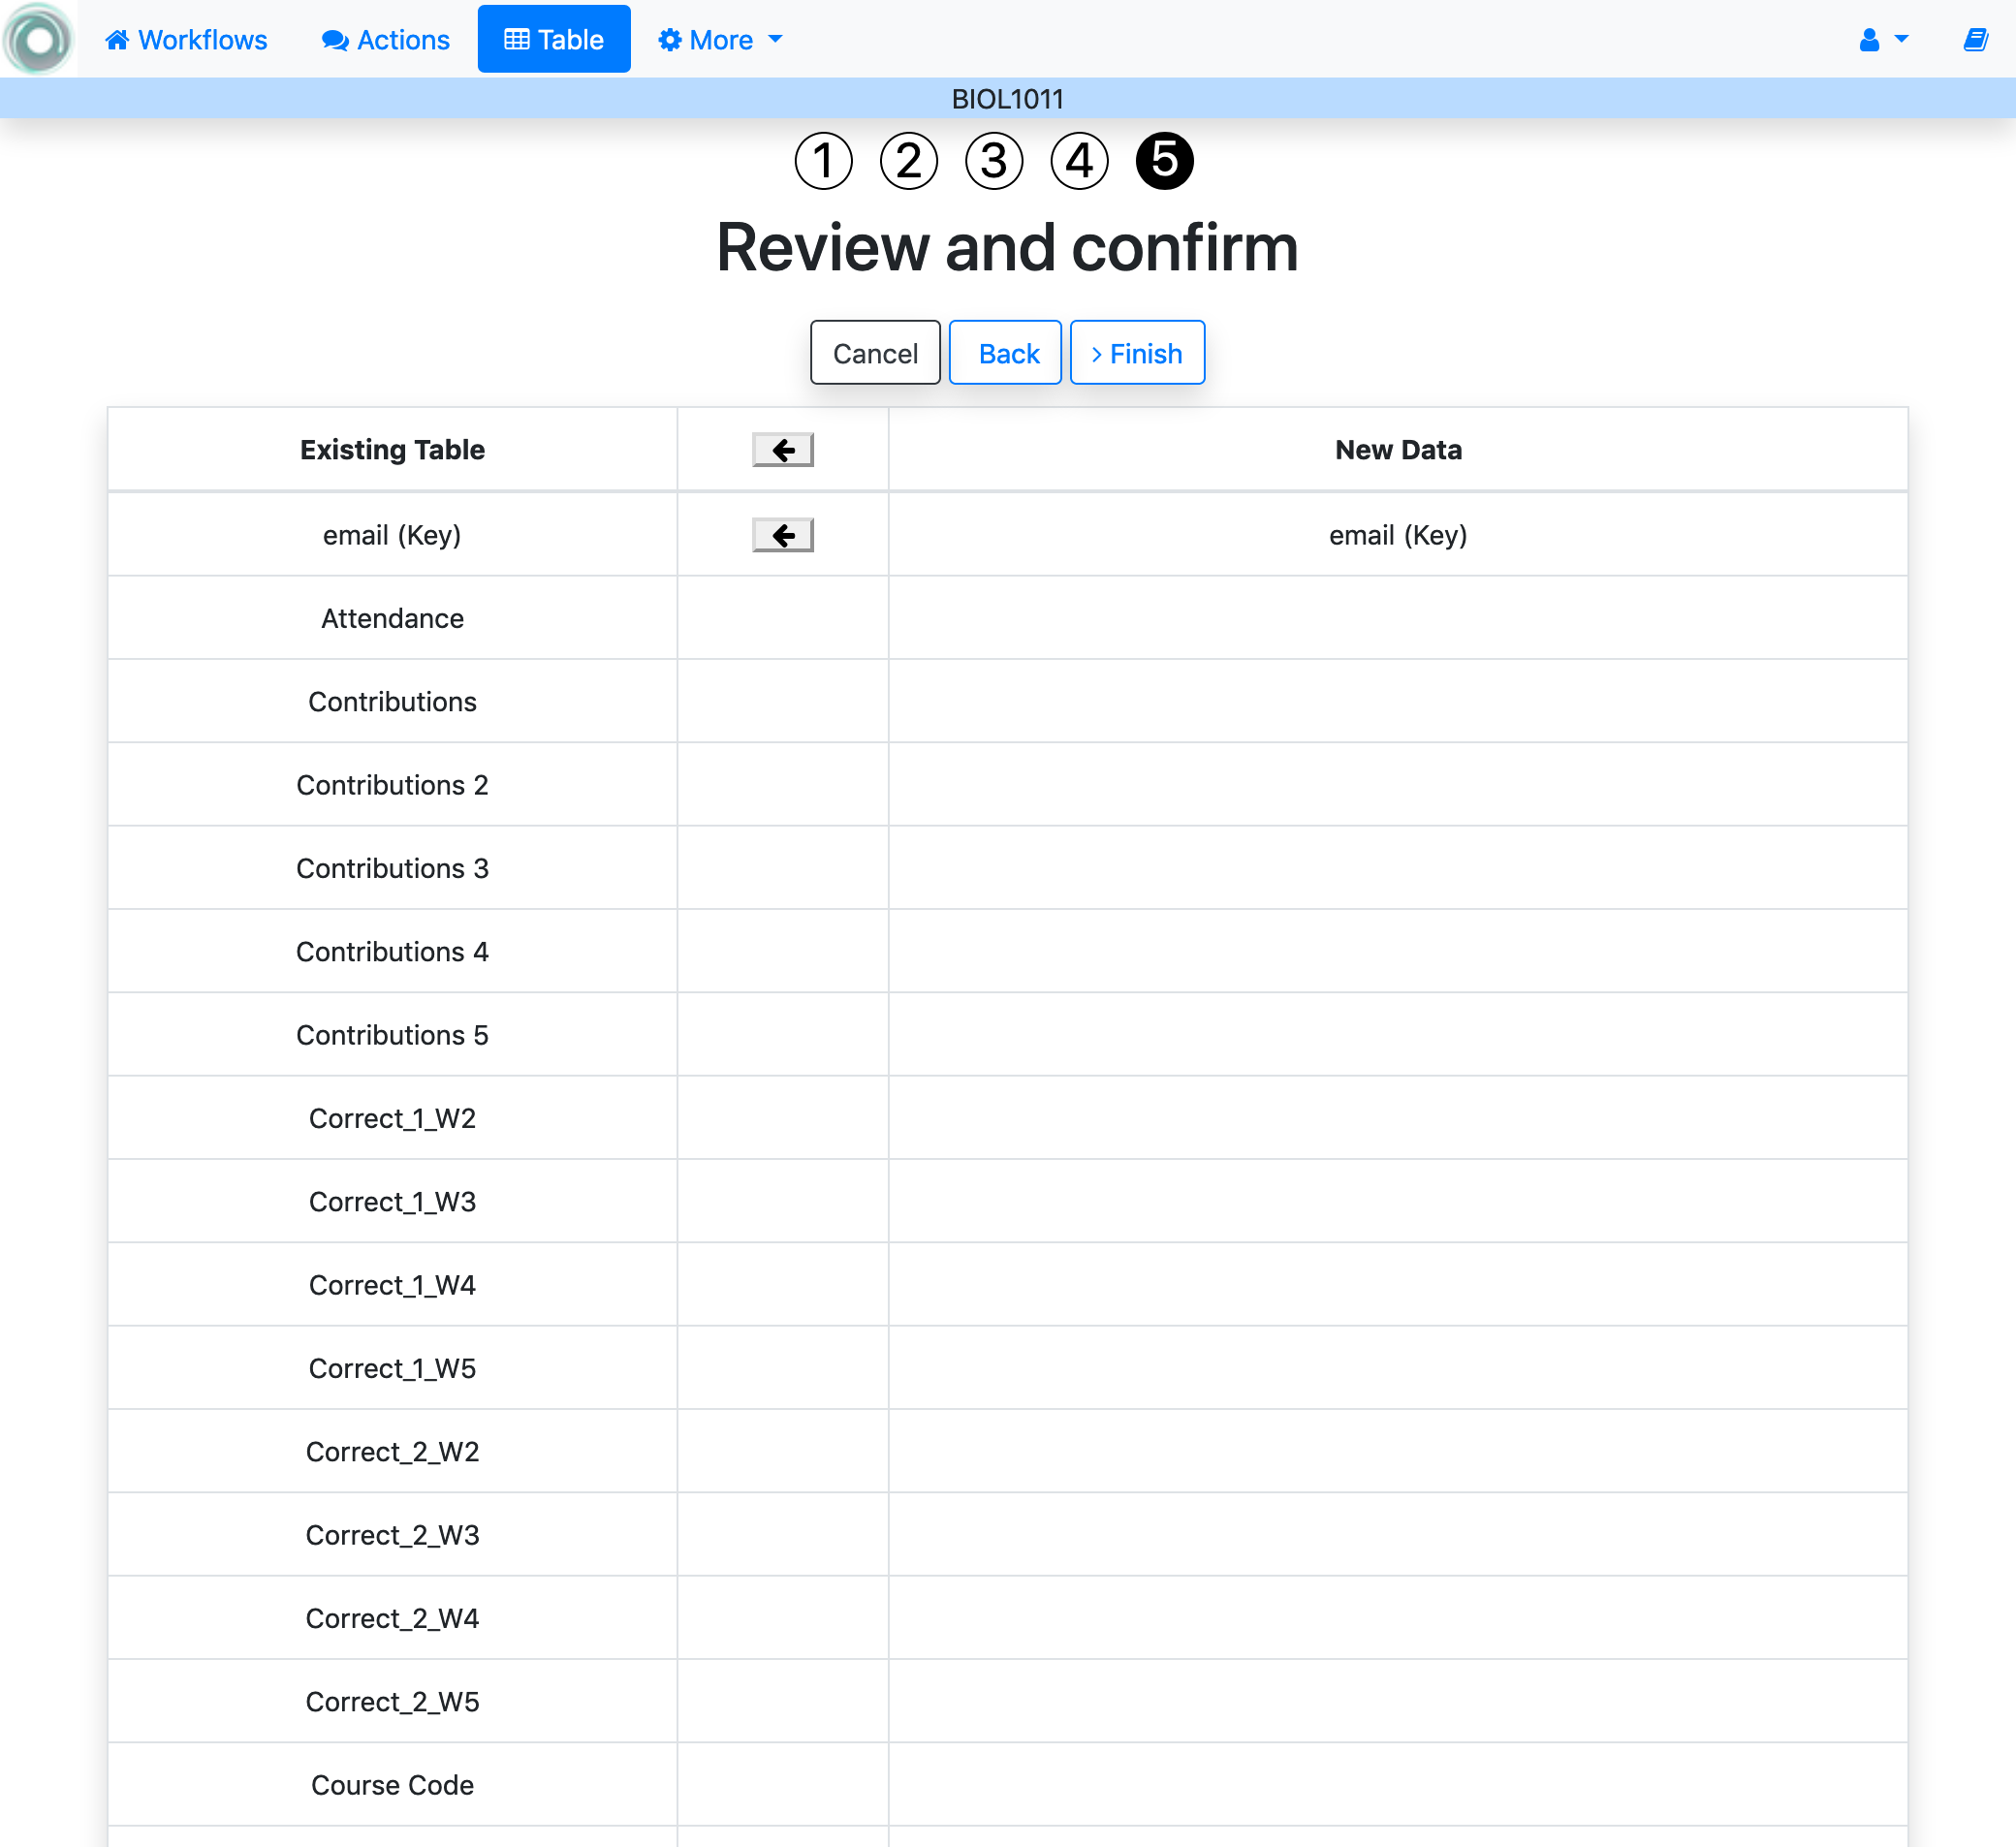 Workflows Actions Table More
BIOL1011
1 2 3 4 5
Review and confirm
Cancel Back Finish
Existing Table New Data
email (Key) email (Key)
Attendance
Contributions
Contributions 2
Contributions 3
Contributions 4
Contributions 5
Correct_1_W2
Correct_1_W3
Correct_1_W4
Correct_1_W5
Correct_2_W2
Correct_2_W3
Correct_2_W4
Correct_2_W5
Course Code